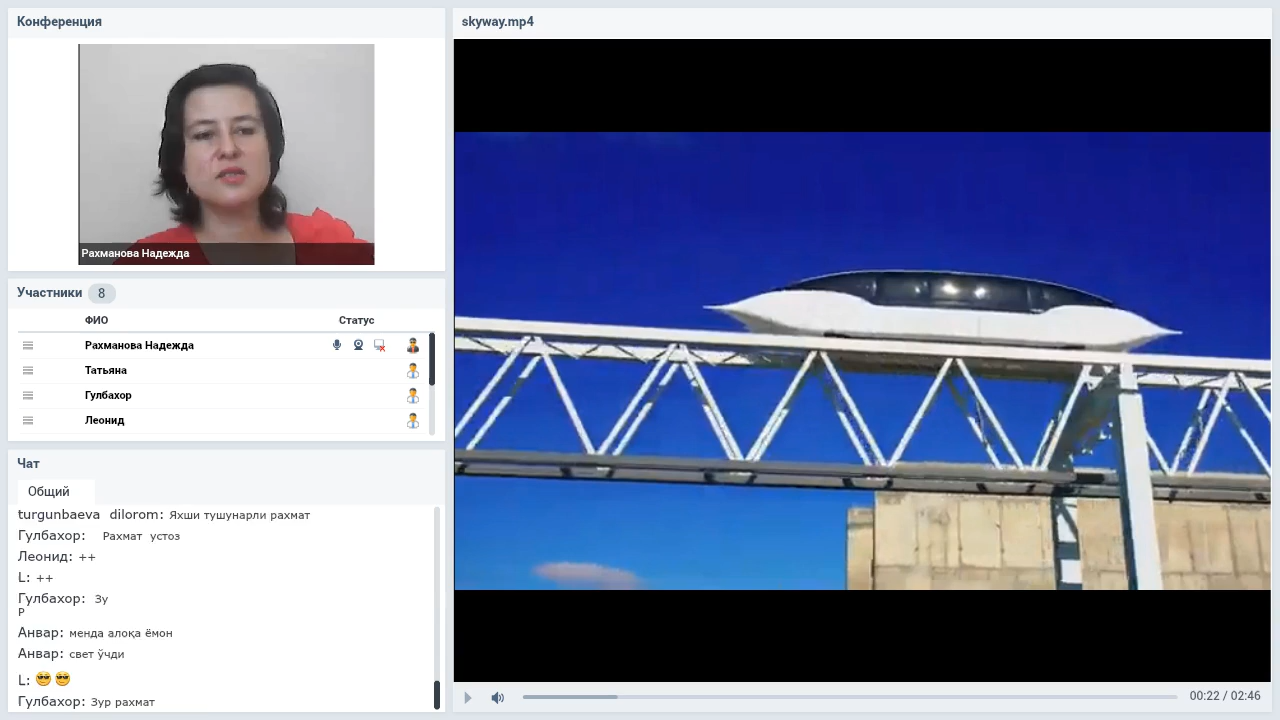 Конференция
Рахманова Надежда
Участники 8
ФИО Статус
Рахманова Надежда
Татьяна
Гулбахор
Леонид
Чат
Общий
turgunbaeva dilorom: Яхши тушунарли рахмат
Гулбахор: Рахмат устоз
Леонид: ++
L: ++
Гулбахор: Зу
Р
Анвар: менда алоқа ёмон
Анвар: свет ўчди
L: 😎 😎
Гулбахор: Зур рахмат
skyway.mp4
00:22 / 02:46